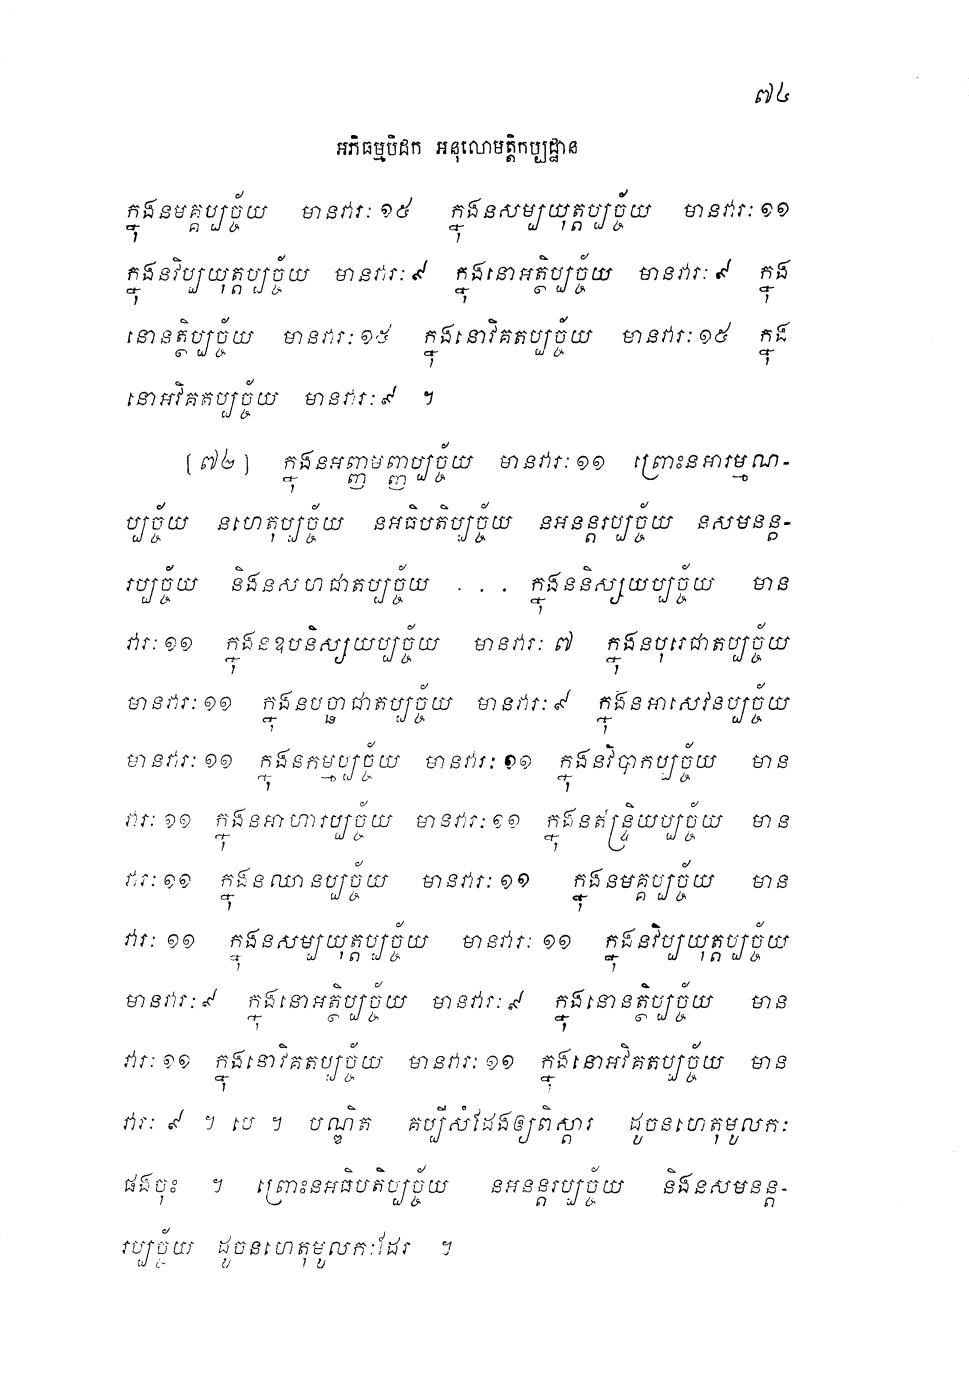 ៧៤
អភិធម្មបិដក អនុលោមត្តិកប្បដ្ឋាន
ក្នុងនមគ្គប្បច្ច័យ មានវារៈ ១៥ ក្នុងនសម្បយុត្តប្បច្ច័យ មានវារៈ ១១
ក្នុងនវិប្បយុត្តប្បច្ច័យ មានវារៈ ៩ ក្នុងនោអត្ថិប្បច្ច័យ មានវារៈ ៩ ក្នុង
នោនត្ថិប្បច្ច័យ មានវារៈ ១៥ ក្នុងនោវិគតប្បច្ច័យ មានវារៈ ១៥ ក្នុង
នោអវិគតប្បច្ច័យ មានវារៈ ៩ ។
(៧៤) ក្នុងនអញ្ញាមញ្ញប្បច្ច័យ មានវារៈ ១១ ព្រោះនអារម្មណ-
ប្បច្ច័យ នហេតុប្បច្ច័យ នអធិបតិប្បច្ច័យ នអនន្តរប្បច្ច័យ នសមនន្ត-
រប្បច្ច័យ និងនសហជាតប្បច្ច័យ . . . ក្នុងននិស្សយប្បច្ច័យ មាន
វារៈ ១១ ក្នុងនឧបនិស្សយប្បច្ច័យ មានវារៈ ៧ ក្នុងនបុរេជាតប្បច្ច័យ
មានវារៈ ១១ ក្នុងនបច្ឆាជាតប្បច្ច័យ មានវារៈ ៩ ក្នុងនអាសេវនប្បច្ច័យ
មានវារៈ ១១ ក្នុងនកម្មប្បច្ច័យ មានវារៈ ១១ ក្នុងនវិបាកប្បច្ច័យ មាន
វារៈ ១១ ក្នុងនអាហារប្បច្ច័យ មានវារៈ ១១ ក្នុងនឥន្ទ្រិយប្បច្ច័យ មាន
វារៈ ១១ ក្នុងនឈានប្បច្ច័យ មានវារៈ ១១ ក្នុងនមគ្គប្បច្ច័យ មាន
វារៈ ១១ ក្នុងនសម្បយុត្តប្បច្ច័យ មានវារៈ ១១ ក្នុងនវិប្បយុត្តប្បច្ច័យ
មានវារៈ ៩ ក្នុងនោអត្ថិប្បច្ច័យ មានវារៈ ៩ ក្នុងនោនត្ថិប្បច្ច័យ មាន
វារៈ ១១ ក្នុងនោវិគតប្បច្ច័យ មានវារៈ ១១ ក្នុងនោអវិគតប្បច្ច័យ មាន
វារៈ ៩ ។ បេ ។ បណ្ឌិត គប្បីសំដែងឲ្យពិស្តារ ដូចនហេតុមូលកៈ
ផងចុះ ។ ព្រោះនអធិបតិប្បច្ច័យ នអនន្តរប្បច្ច័យ និងនសមនន្ត-
រប្បច្ច័យ ដូចនហេតុមូលកៈដែរ ។